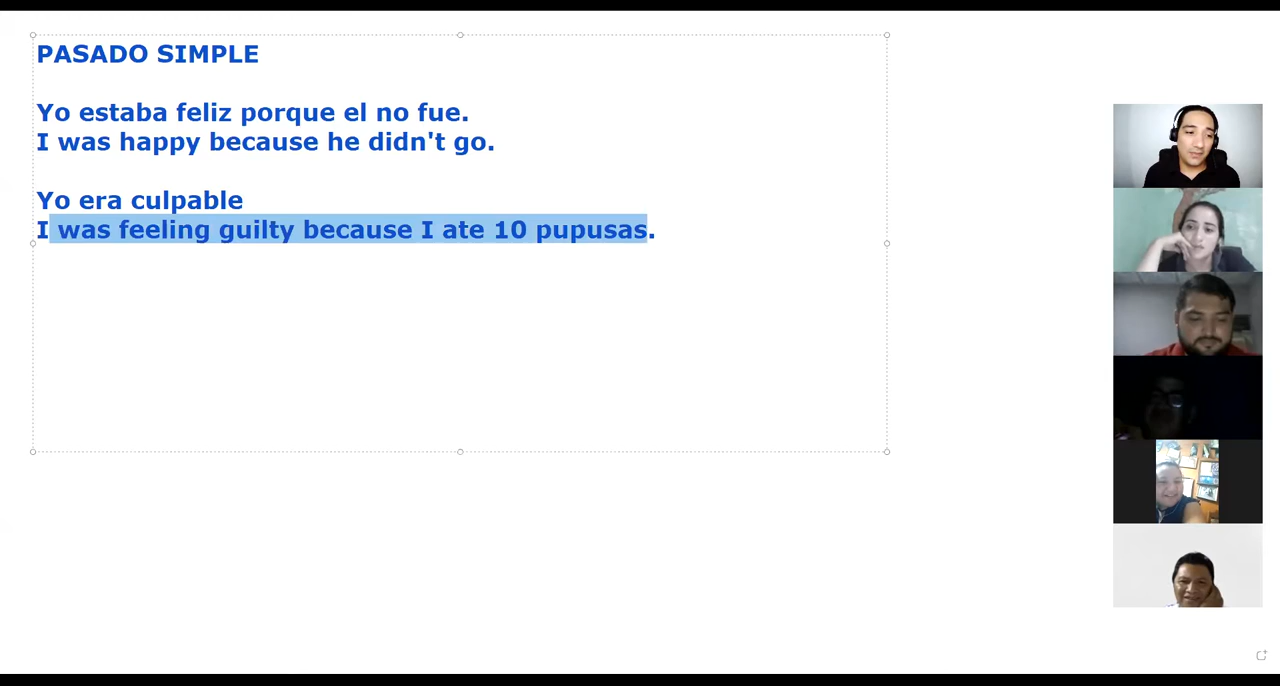 PASADO SIMPLE
Yo estaba feliz porque el no fue.
I was happy because he didn't go.
Yo era culpable
I was feeling guilty because I ate 10 pupusas.